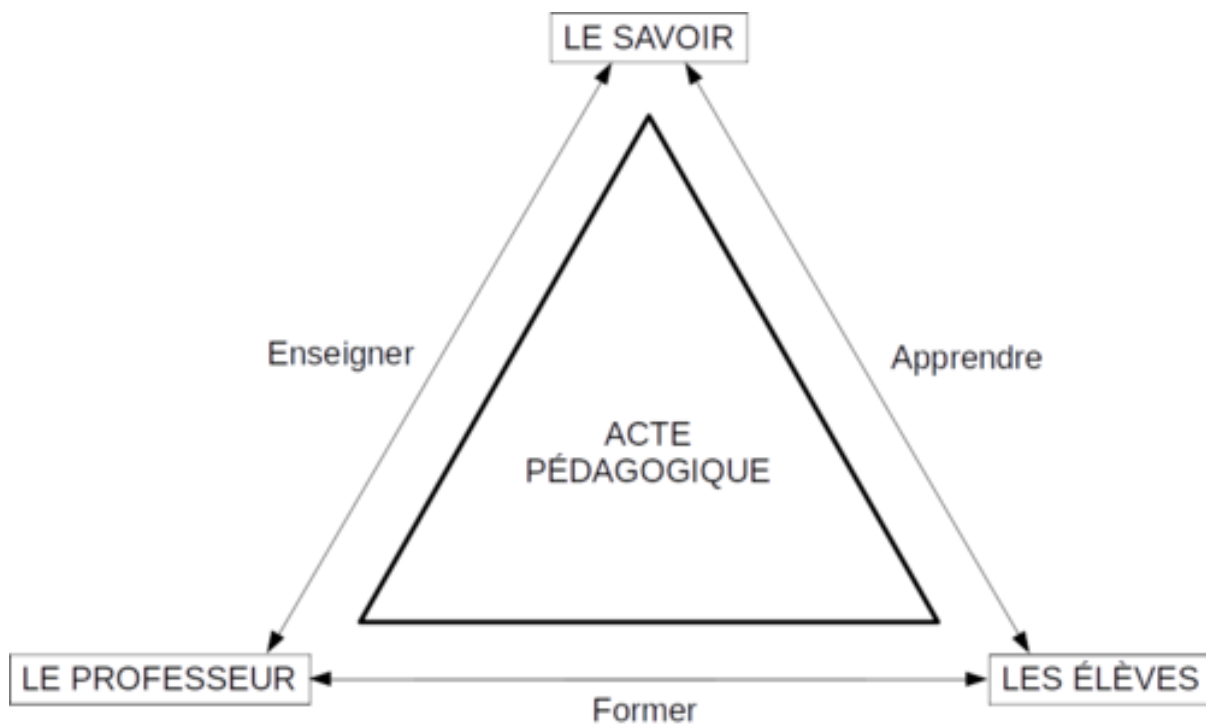 LE SAVOIR
Enseigner
Apprendre
ACTE
PÉDAGOGIQUE
LE PROFESSEUR
LES ÉLÈVES
Former